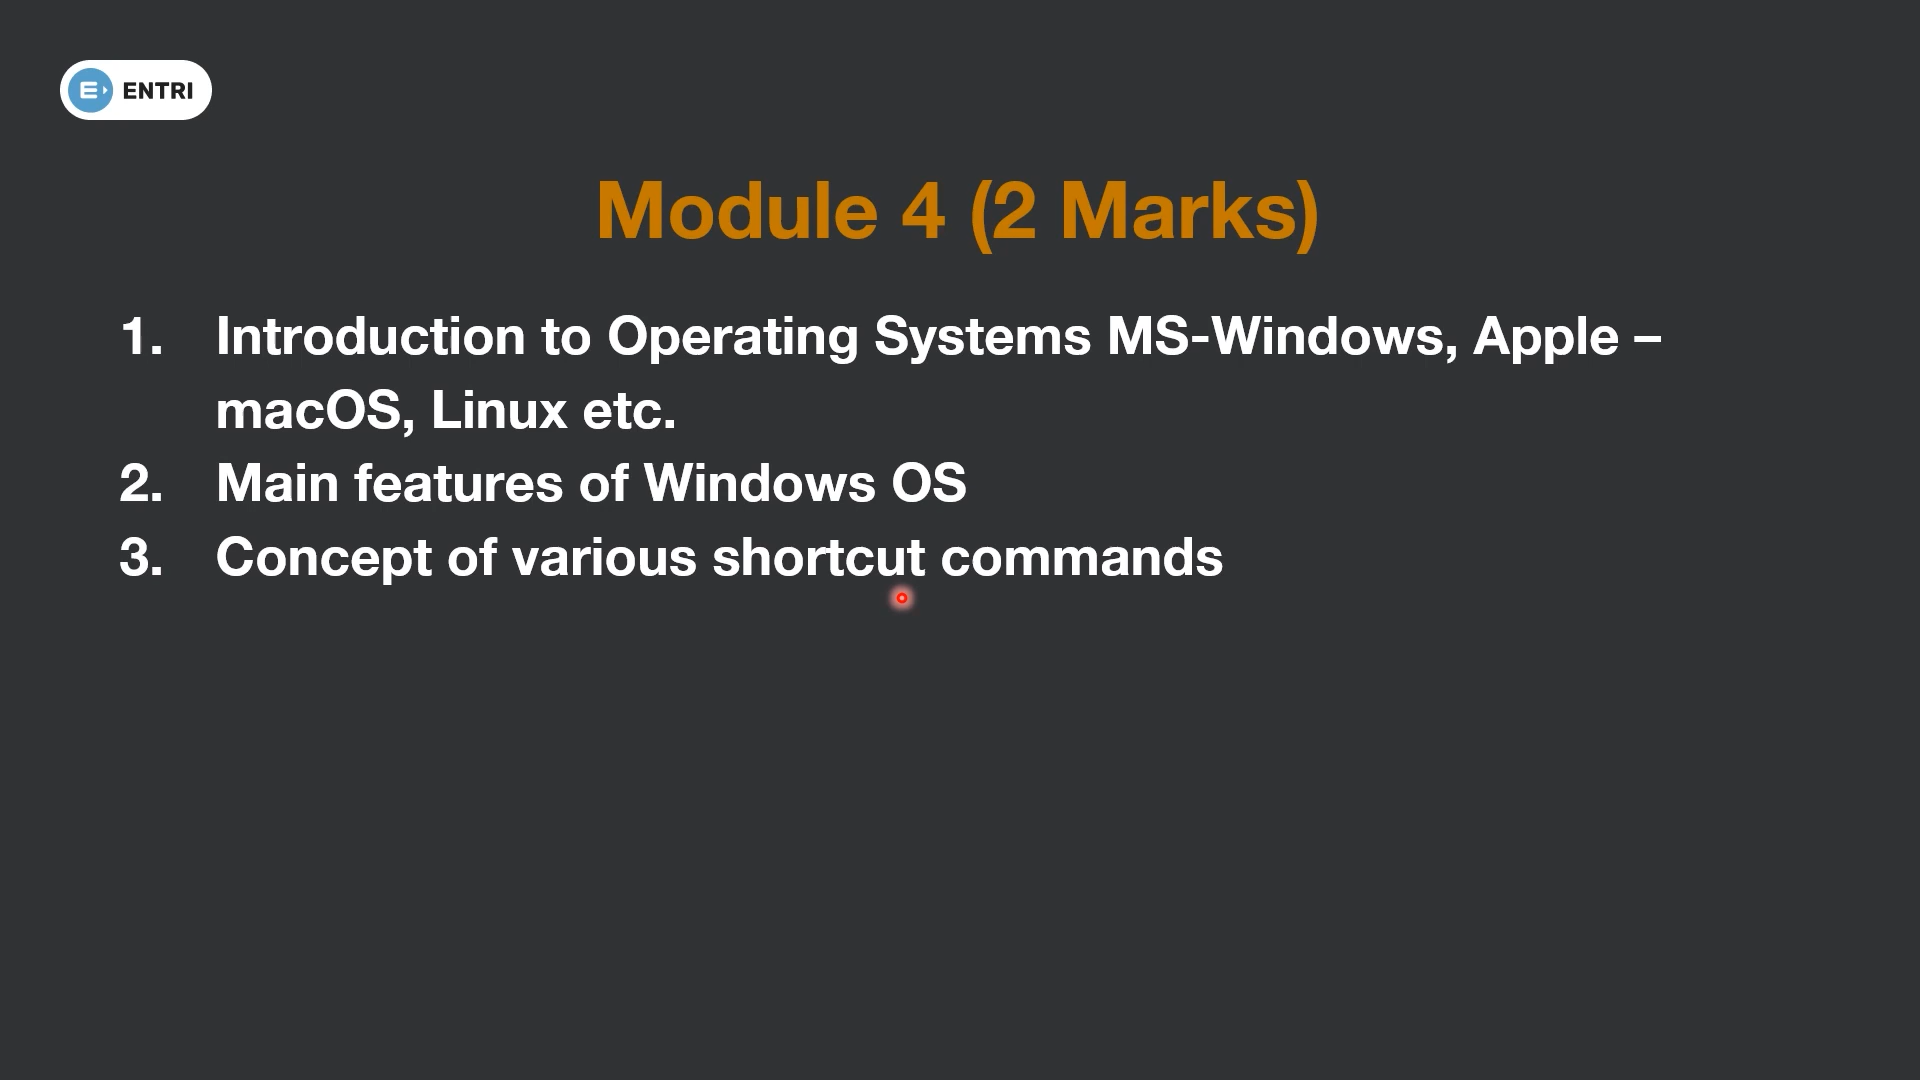 ENTRI
Module 4 (2 Marks)
1. Introduction to Operating Systems MS-Windows, Apple –
macOS, Linux etc.
2. Main features of Windows OS
3. Concept of various shortcut commands